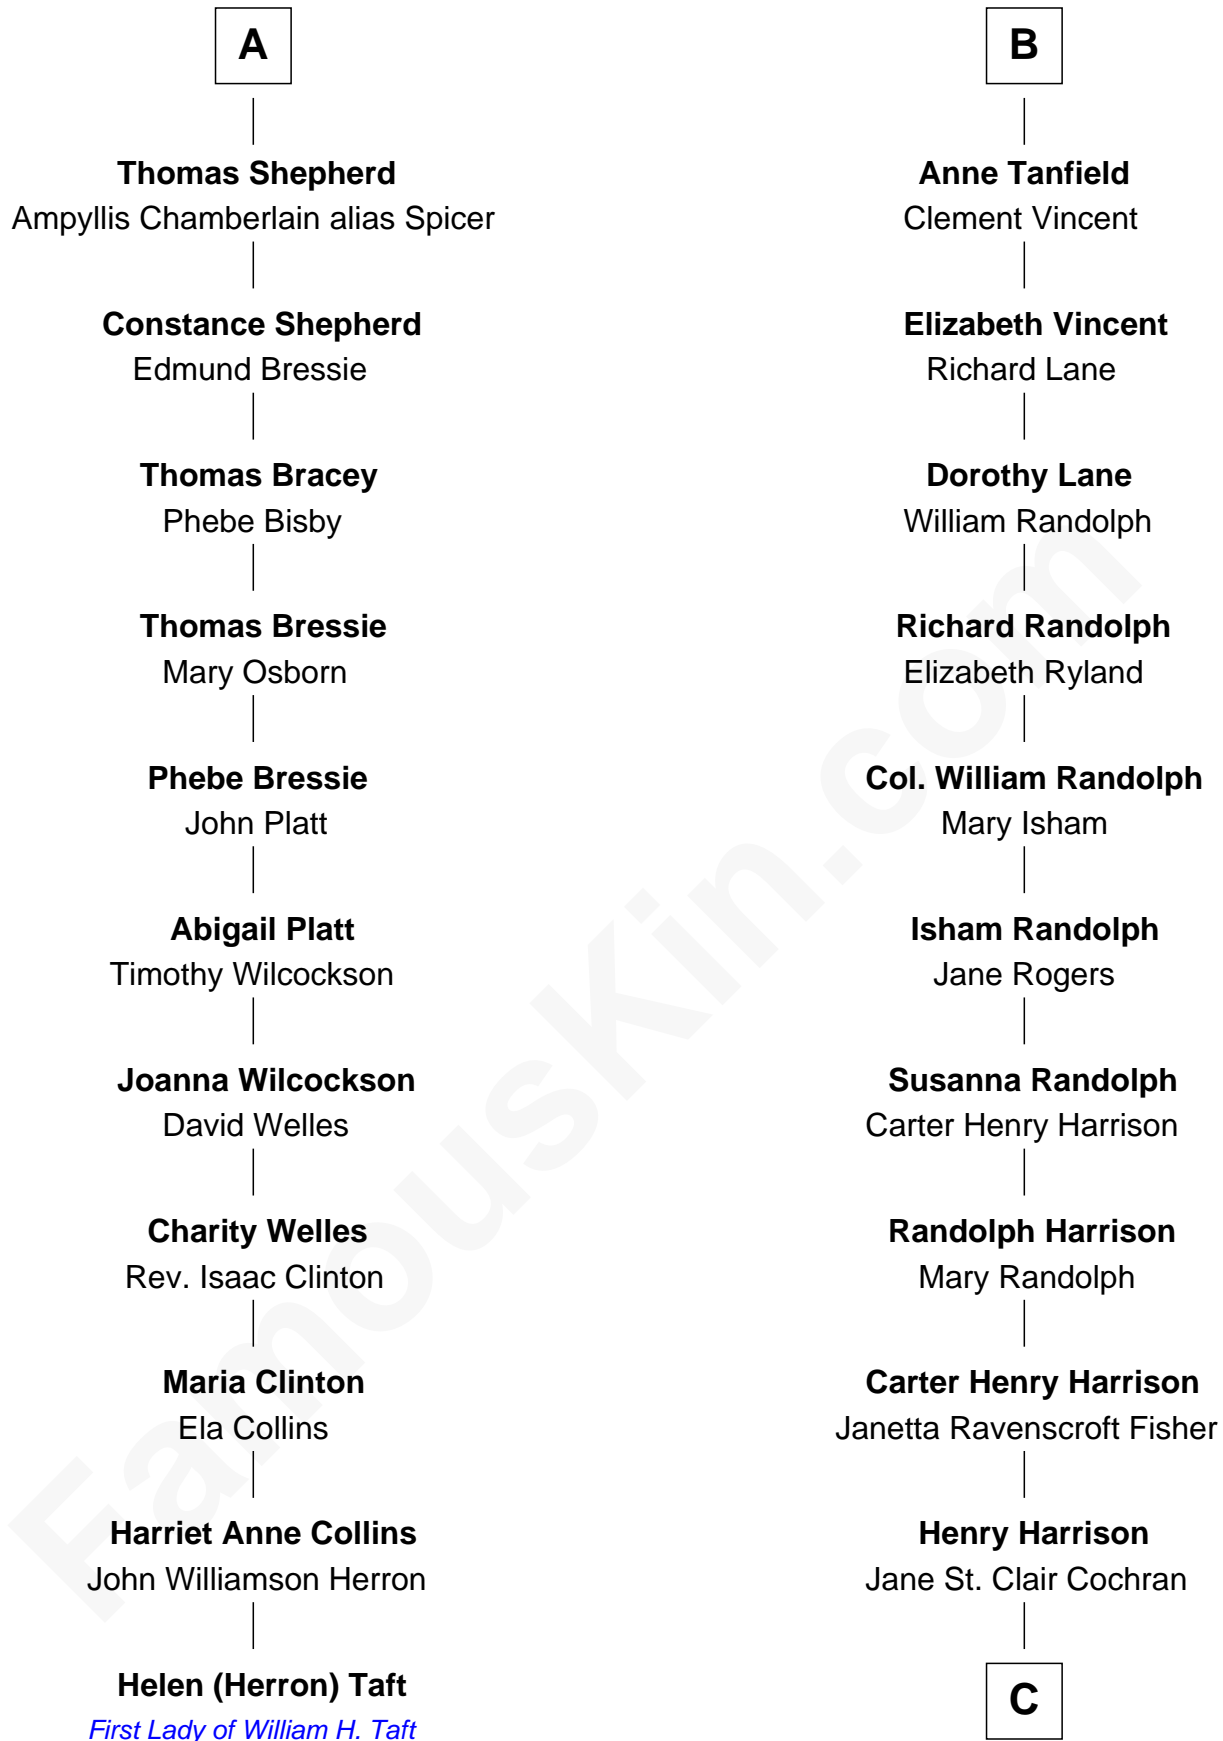 A
Thomas Shepherd
Ampyllis Chamberlain alias Spicer
Constance Shepherd
Edmund Bressie
Thomas Bracey
Phebe Bisby
Thomas Bressie
Mary Osborn
Phebe Bressie
John Platt
Abigail Platt
Timothy Wilcockson
Joanna Wilcockson
David Welles
Charity Welles
Rev. Isaac Clinton
Maria Clinton
Ela Collins
Harriet Anne Collins
John Williamson Herron
Helen (Herron) Taft
First Lady of William H. Taft
B
Anne Tanfield
Clement Vincent
Elizabeth Vincent
Richard Lane
Dorothy Lane
William Randolph
Richard Randolph
Elizabeth Ryland
Col. William Randolph
Mary Isham
Isham Randolph
Jane Rogers
Susanna Randolph
Carter Henry Harrison
Randolph Harrison
Mary Randolph
Carter Henry Harrison
Janetta Ravenscroft Fisher
Henry Harrison
Jane St. Clair Cochran
C
FamousKin.com